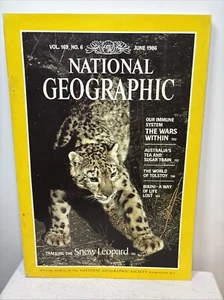 VOL. 169, NO. 6
JUNE 1986
NATIONAL
GEOGRAPHIC
OUR IMMUNE
SYSTEM
THE WARS
WITHIN
AUSTRALIA'S
TEA AND
SUGAR TRAIN
THE WORLD
OF TOLSTOY
BIKINI—A WAY
OF LIFE
LOST
TRACKING THE Snow Leopard